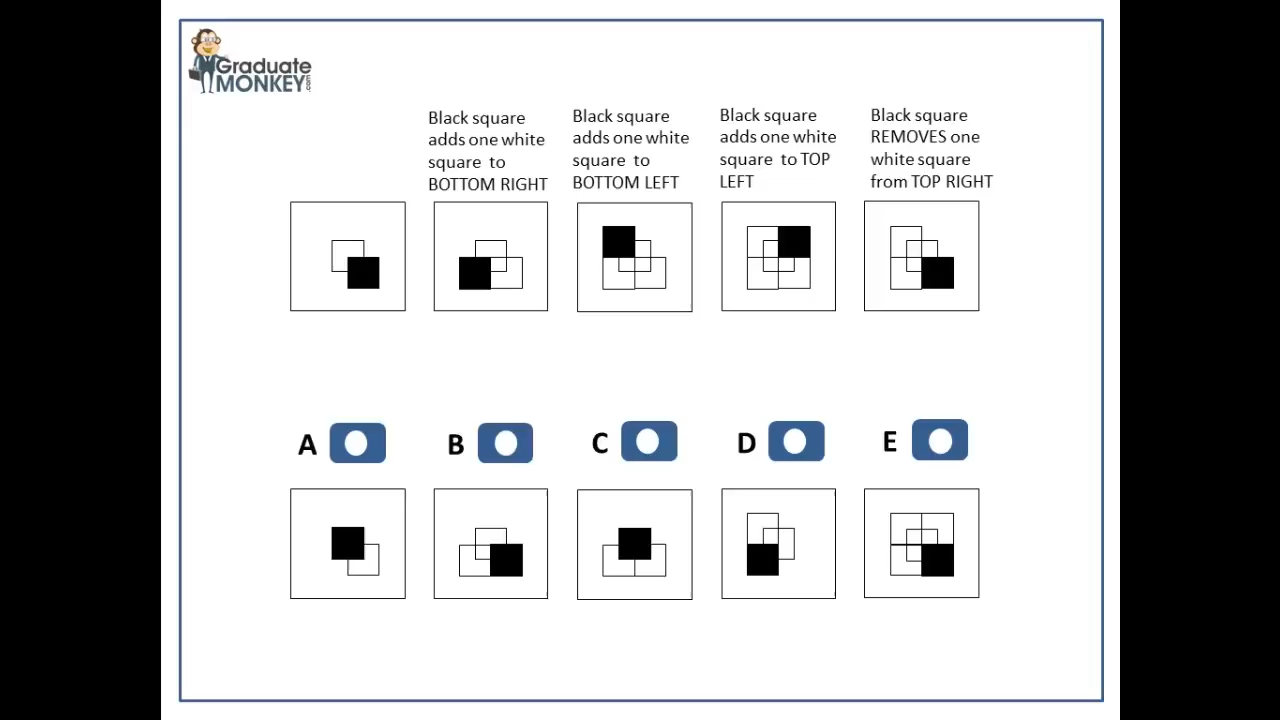 Graduate
MONKEY.com
Black square
adds one white
square to
BOTTOM RIGHT
Black square
adds one white
square to
BOTTOM LEFT
Black square
adds one white
square to TOP
LEFT
Black square
REMOVES one
white square
from TOP RIGHT
A
B
C
D
E